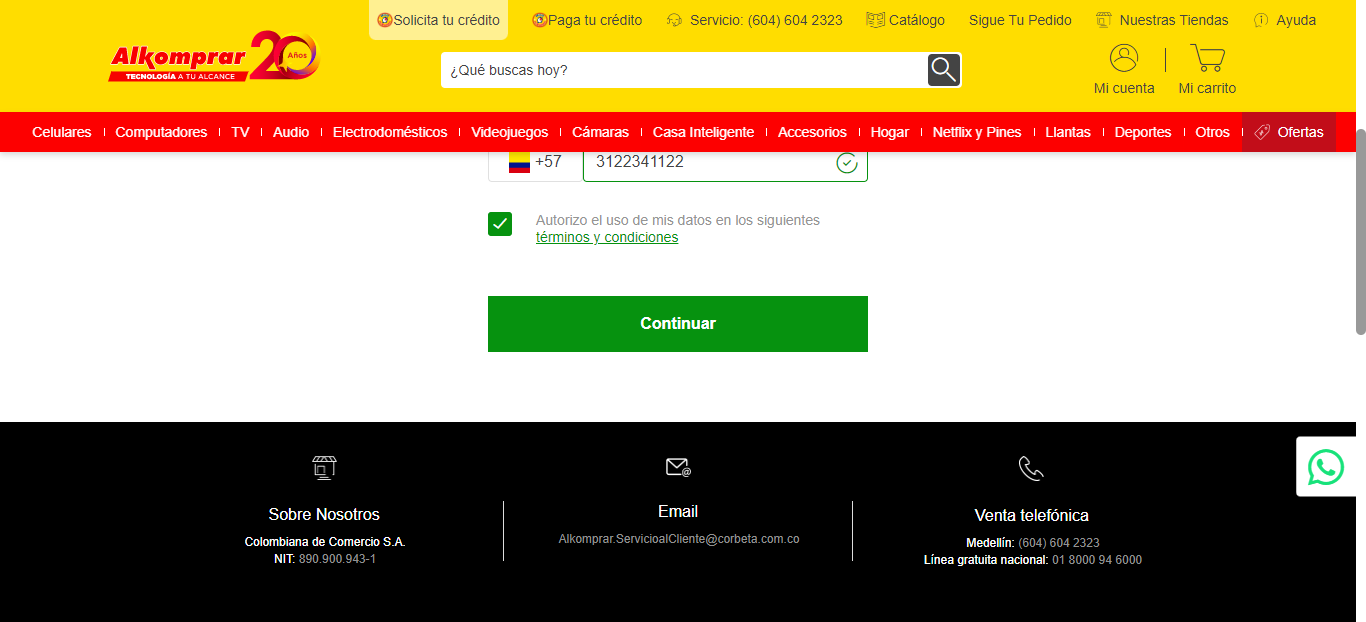 Solicita tu crédito
Paga tu crédito
Servicio: (604) 604 2323
Catálogo
Sigue Tu Pedido
Nuestras Tiendas
Ayuda
Alkomprar 20 Años
TECNOLOGÍA A TU ALCANCE
¿Qué buscas hoy?
Mi cuenta
Mi carrito
Celulares
Computadores
TV
Audio
Electrodomésticos
Videojuegos
Cámaras
Casa Inteligente
Accesorios
Hogar
Netflix y Pines
Llantas
Deportes
Otros
Ofertas
+57
3122341122
Autorizo el uso de mis datos en los siguientes
términos y condiciones
Continuar
Sobre Nosotros
Colombiana de Comercio S.A.
NIT: 890.900.943-1
Email
Alkomprar.ServicioalCliente@corbeta.com.co
Venta telefónica
Medellín: (604) 604 2323
Línea gratuita nacional: 01 8000 94 6000